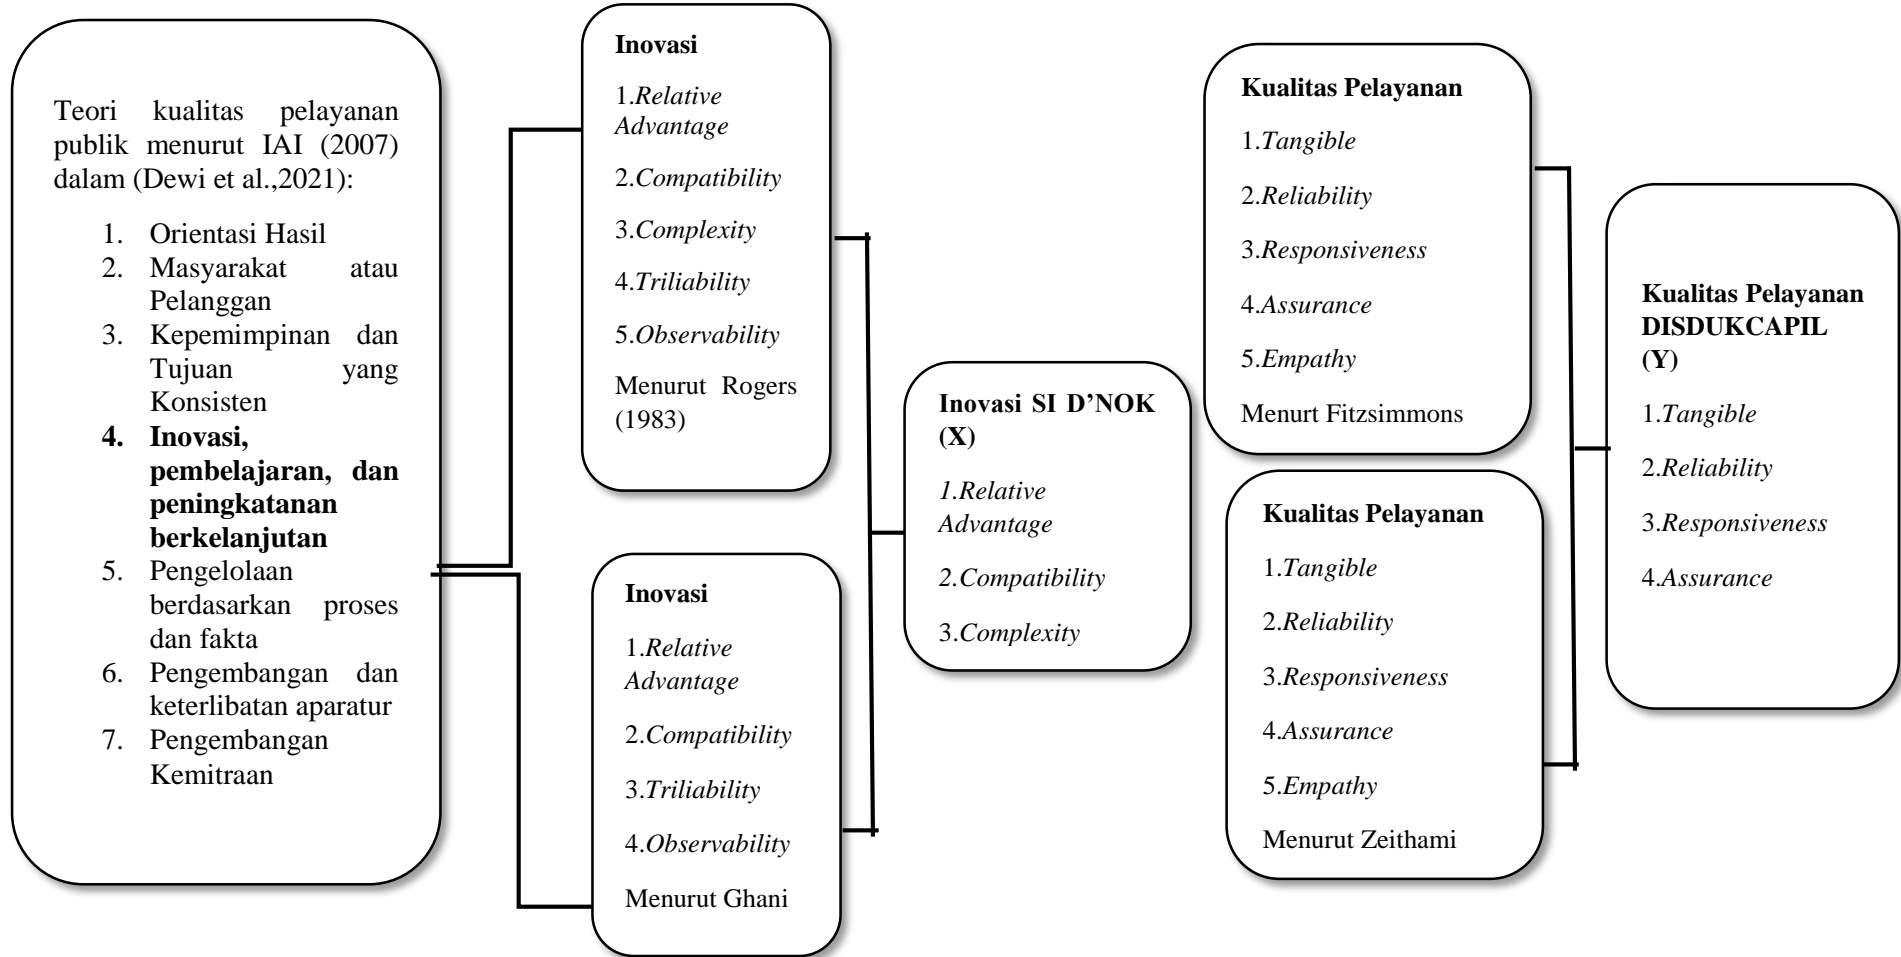 Teori kualitas pelayanan
publik menurut IAI (2007)
dalam (Dewi et al.,2021):
1. Orientasi Hasil
2. Masyarakat atau
Pelanggan
3. Kepemimpinan dan
Tujuan yang
Konsisten
4. Inovasi,
pembelajaran, dan
peningkatanan
berkelanjutan
5. Pengelolaan
berdasarkan proses
dan fakta
6. Pengembangan dan
keterlibatan aparatur
7. Pengembangan
Kemitraan
Inovasi
1.Relative
Advantage
2.Compatibility
3.Complexity
4.Triliability
5.Observability
Menurut Rogers
(1983)
Inovasi
1.Relative
Advantage
2.Compatibility
3.Triliability
4.Observability
Menurut Ghani
Inovasi SI D’NOK
(X)
1.Relative
Advantage
2.Compatibility
3.Complexity
Kualitas Pelayanan
1.Tangible
2.Reliability
3.Responsiveness
4.Assurance
5.Empathy
Menurt Fitzsimmons
Kualitas Pelayanan
1.Tangible
2.Reliability
3.Responsiveness
4.Assurance
5.Empathy
Menurut Zeithami
Kualitas Pelayanan
DISDUKCAPIL
(Y)
1.Tangible
2.Reliability
3.Responsiveness
4.Assurance